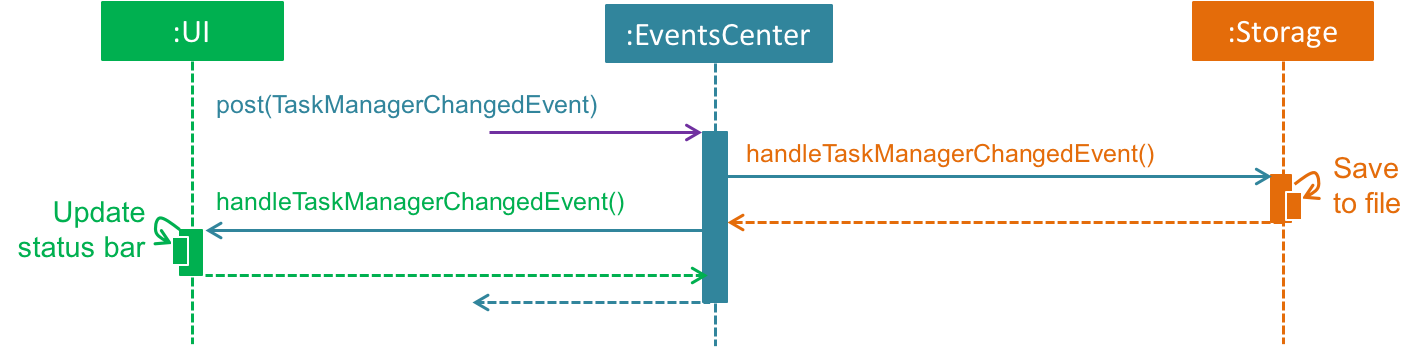 :UI
:EventsCenter
:Storage
post(TaskManagerChangedEvent)
handleTaskManagerChangedEvent()
Save
to file
handleTaskManagerChangedEvent()
Update
status bar